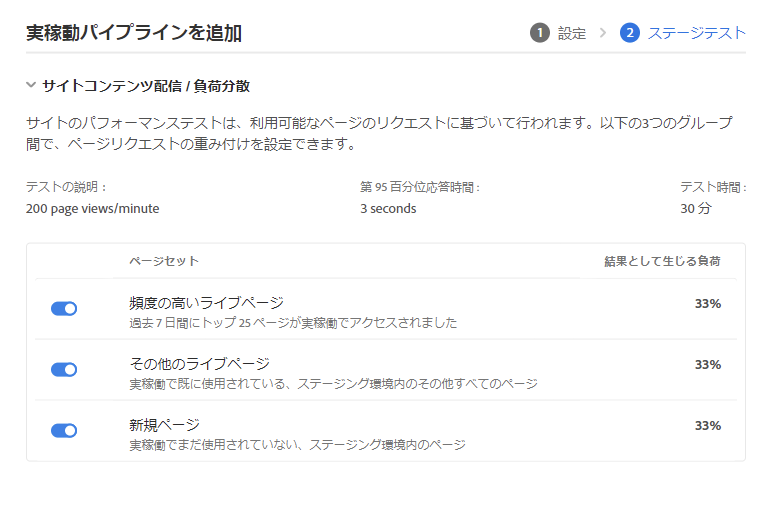 実稼動パイプラインを追加
1 設定 > 2 ステージテスト
サイトコンテンツ配信 / 負荷分散
サイトのパフォーマンステストは、利用可能なページのリクエストに基づいて行われます。以下の3つのグループ
間で、ページリクエストの重み付けを設定できます。
テストの説明 : 第 95 百分位応答時間 : テスト時間 :
200 page views/minute 3 seconds 30 分
ページセット 結果として生じる負荷
頻度の高いライブページ 33%
過去 7 日間にトップ 25 ページが実稼働でアクセスされました
その他のライブページ 33%
実稼働で既に使用されている、ステージング環境内のその他すべてのページ
新規ページ 33%
実稼働でまだ使用されていない、ステージング環境内のページ